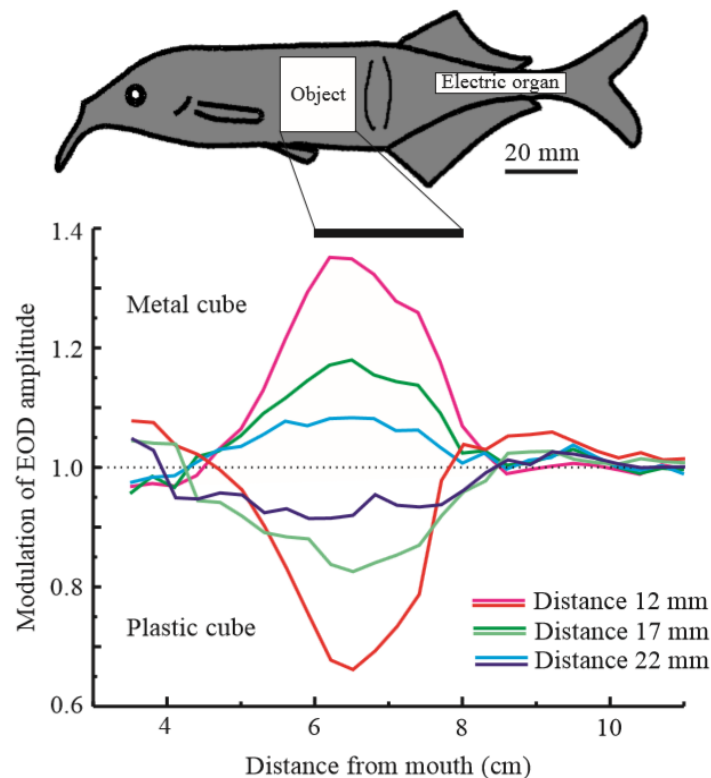 Object
Electric organ
20 mm
1.4
1.2
1.0
0.8
0.6
Modulation of EOD amplitude
Metal cube
Plastic cube
Distance 12 mm
Distance 17 mm
Distance 22 mm
4
6
8
10
Distance from mouth (cm)